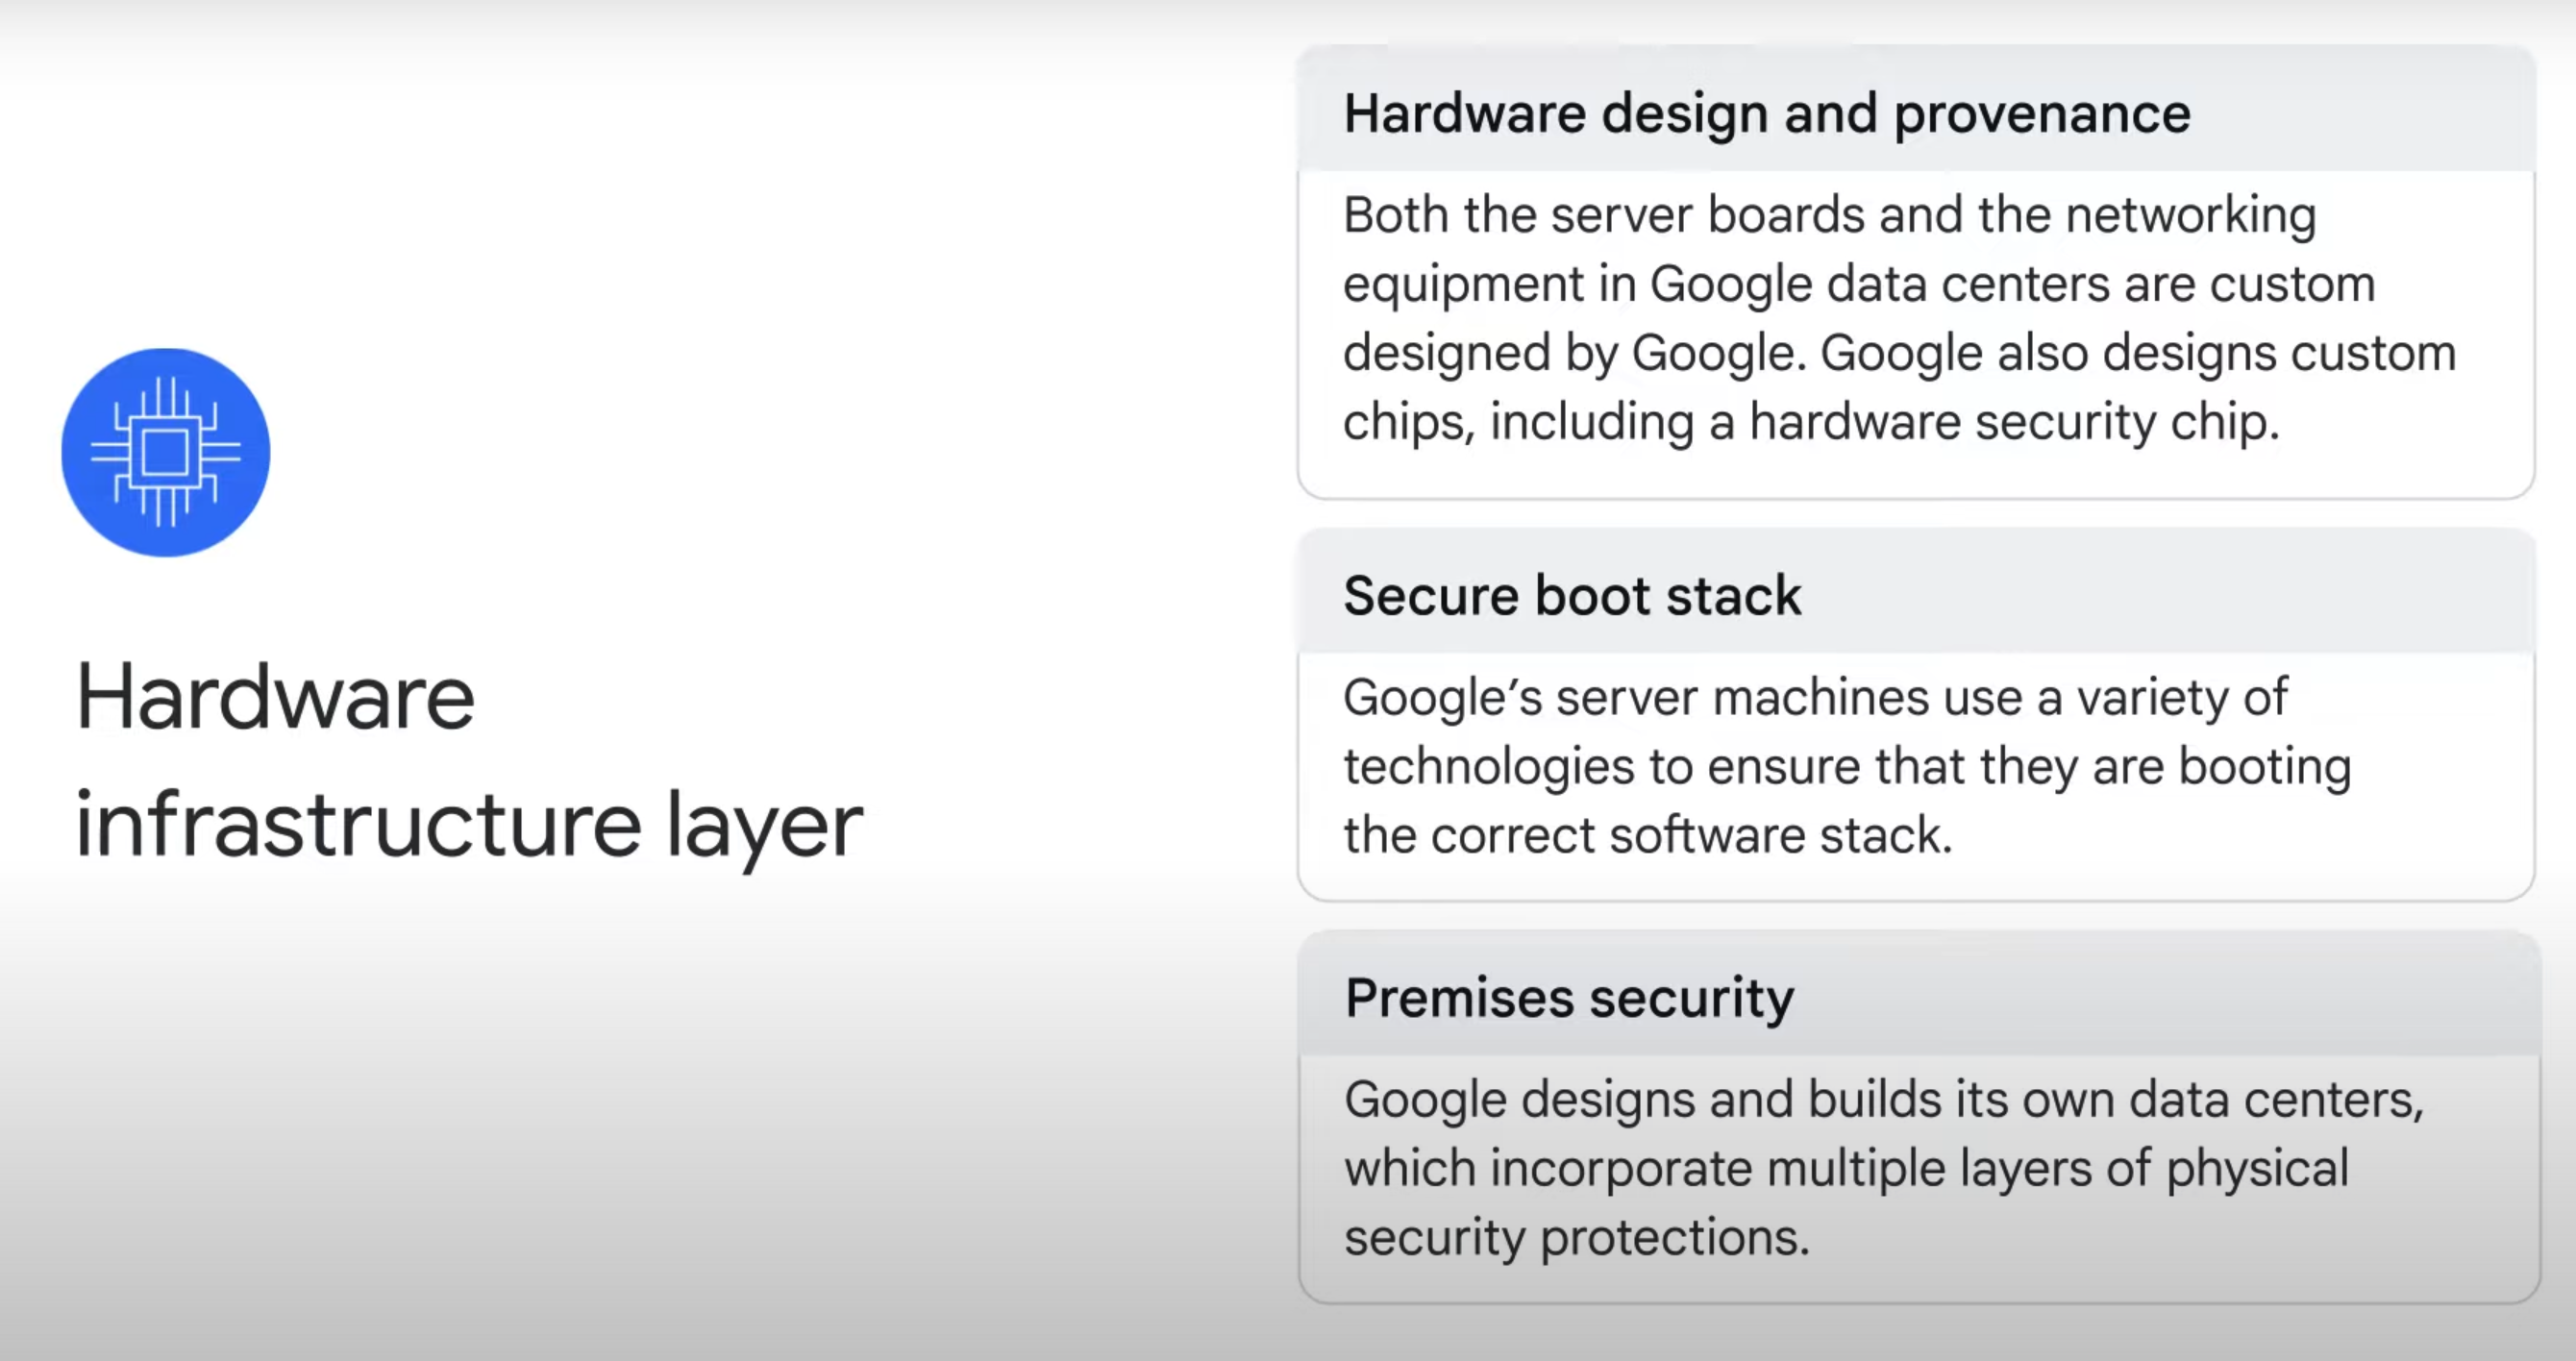 Hardware
infrastructure layer
Hardware design and provenance
Both the server boards and the networking
equipment in Google data centers are custom
designed by Google. Google also designs custom
chips, including a hardware security chip.
Secure boot stack
Google’s server machines use a variety of
technologies to ensure that they are booting
the correct software stack.
Premises security
Google designs and builds its own data centers,
which incorporate multiple layers of physical
security protections.